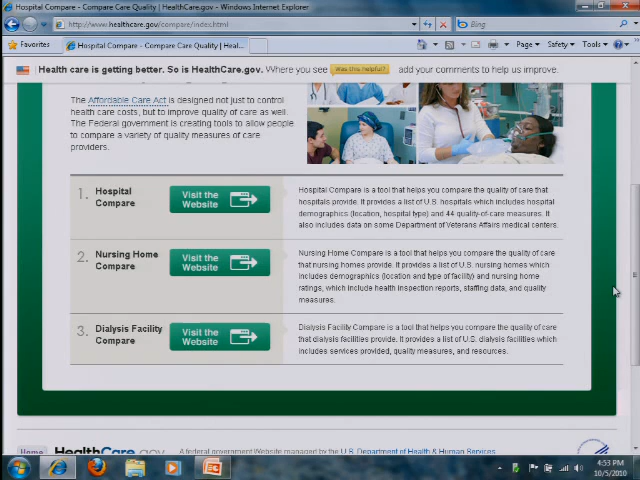 Hospital Compare - Compare Care Quality | HealthCare.gov - Windows Internet Explorer
http://www.healthcare.gov/compare/index.html
Bing
Favorites
Hospital Compare - Compare Care Quality | Heal...
Page
Safety
Tools
Health care is getting better. So is HealthCare.gov. Where you see Was this helpful? add your comments to help us improve.
The Affordable Care Act is designed not just to control
health care costs, but to improve quality of care as well.
The Federal government is creating tools to allow people
to compare a variety of quality measures of care
providers.
1. Hospital
Compare
Visit the
Website
Hospital Compare is a tool that helps you compare the quality of care that
hospitals provide. It provides a list of U.S. hospitals which includes hospital
demographics (location, hospital type) and 44 quality-of-care measures. It
also includes data on some Department of Veterans Affairs medical centers.
2. Nursing Home
Compare
Visit the
Website
Nursing Home Compare is a tool that helps you compare the quality of care
that nursing homes provide. It provides a list of U.S. nursing homes which
includes demographics (location and type of facility) and nursing home
ratings, which include health inspection reports, staffing data, and quality
measures.
3. Dialysis Facility
Compare
Visit the
Website
Dialysis Facility Compare is a tool that helps you compare the quality of care
that dialysis facilities provide. It provides a list of U.S. dialysis facilities which
includes services provided, quality measures, and resources.
Home
HealthCare.gov
A federal government Website managed by the U.S. Department of Health & Human Services
4:53 PM
10/5/2010